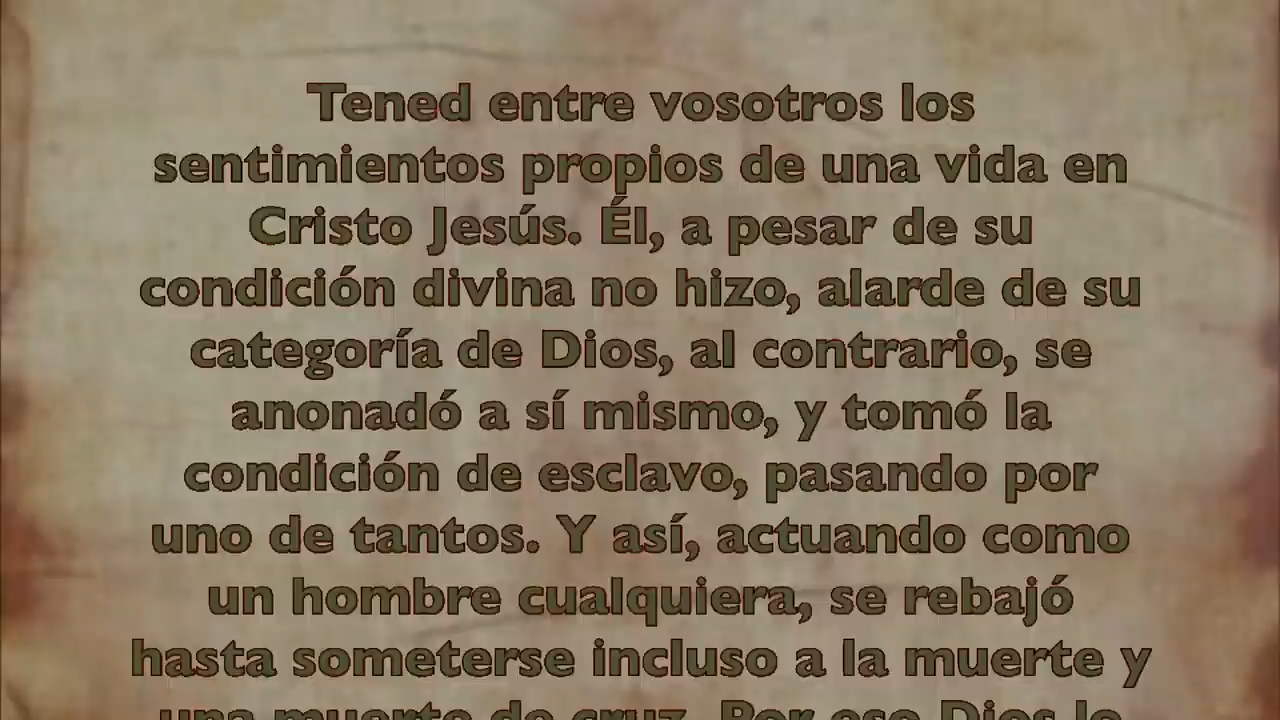 Tened entre vosotros los
sentimientos propios de una vida en
Cristo Jesús. Él, a pesar de su
condición divina no hizo, alarde de su
categoría de Dios, al contrario, se
anonadó a sí mismo, y tomó la
condición de esclavo, pasando por
uno de tantos. Y así, actuando como
un hombre cualquiera, se rebajó
hasta someterse incluso a la muerte y
una muerte de cruz. Por eso Dios lo